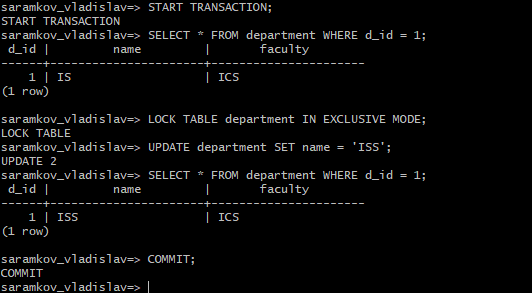 saramkov_vladislav=> START TRANSACTION;
START TRANSACTION
saramkov_vladislav=> SELECT * FROM department WHERE d_id = 1;
 d_id |         name         |       faculty
------+----------------------+----------------------
    1 | IS                   | ICS
(1 row)

saramkov_vladislav=> LOCK TABLE department IN EXCLUSIVE MODE;
LOCK TABLE
saramkov_vladislav=> UPDATE department SET name = 'ISS';
UPDATE 2
saramkov_vladislav=> SELECT * FROM department WHERE d_id = 1;
 d_id |         name         |       faculty
------+----------------------+----------------------
    1 | ISS                  | ICS
(1 row)

saramkov_vladislav=> COMMIT;
COMMIT
saramkov_vladislav=>